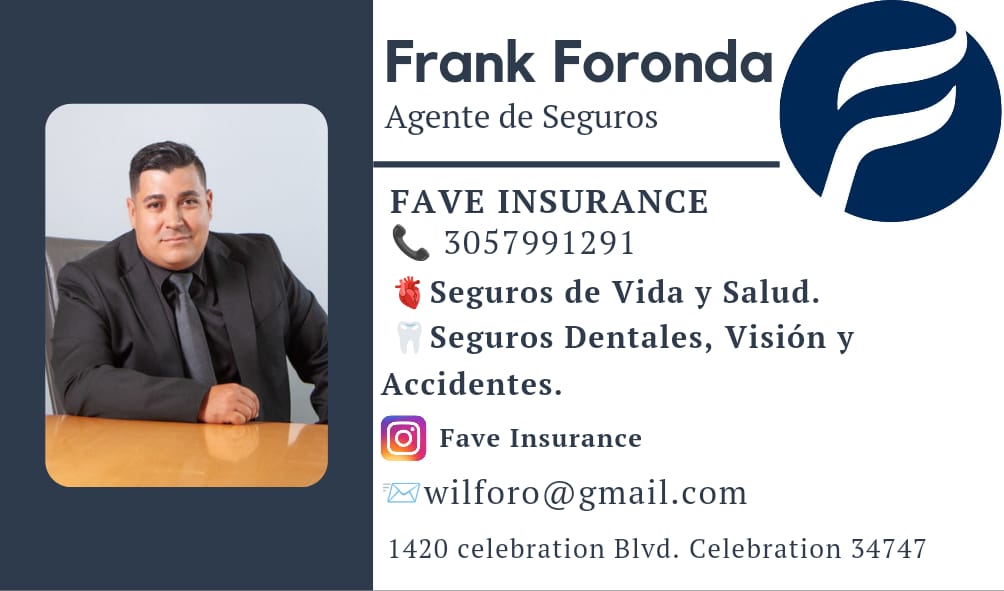 Frank Foronda
Agente de Seguros
FAVE INSURANCE
3057991291
Seguros de Vida y Salud.
Seguros Dentales, Visión y
Accidentes.
Fave Insurance
wilforo@gmail.com
1420 celebration Blvd. Celebration 34747